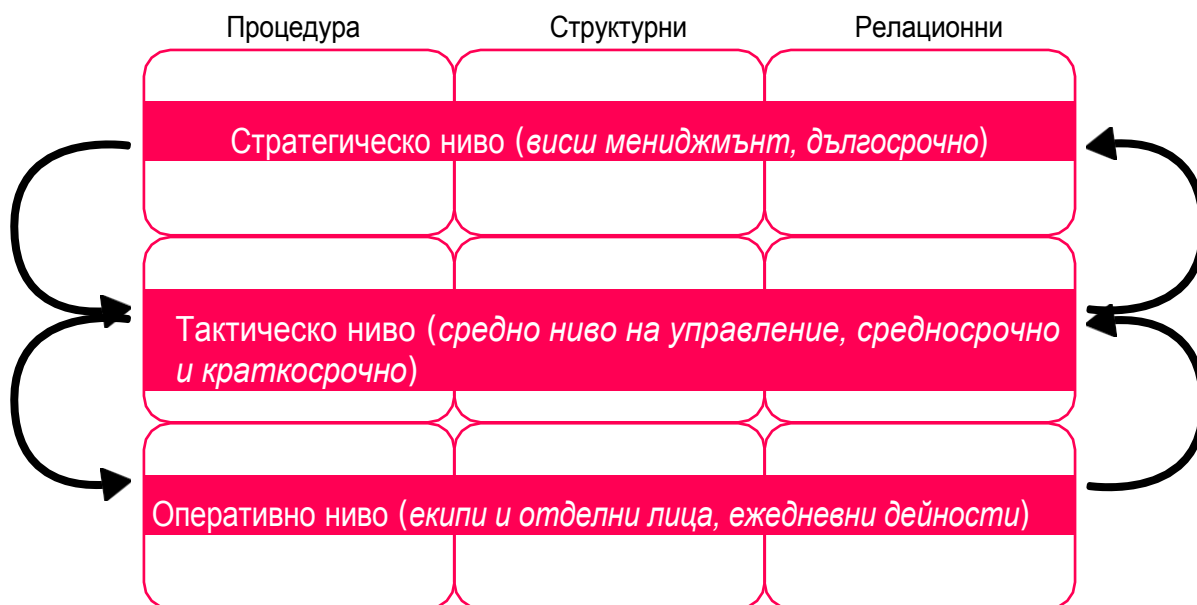 Процедура Структурни Релационни
Стратегическо ниво (висш мениджмънт, дългосрочно)
Тактическо ниво (средно ниво на управление, средносрочно
и краткосрочно)
Оперативно ниво (екипи и отделни лица, ежедневни дейности)